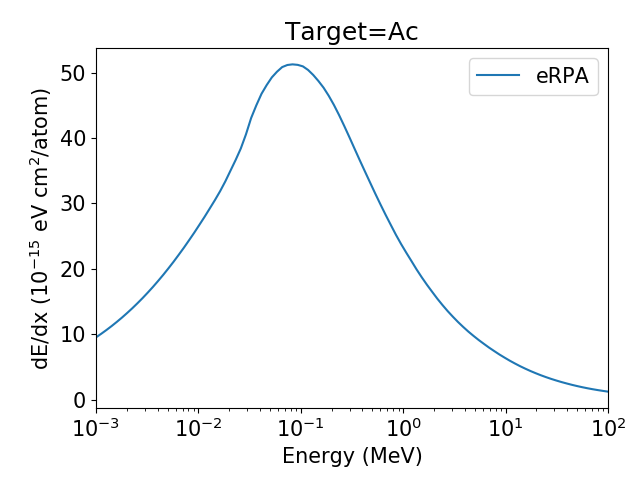 Target=Ac
eRPA
dE/dx (10⁻¹⁵ eV cm²/atom)
50
40
30
20
10
0
10⁻³ 10⁻² 10⁻¹ 10⁰ 10¹ 10²
Energy (MeV)